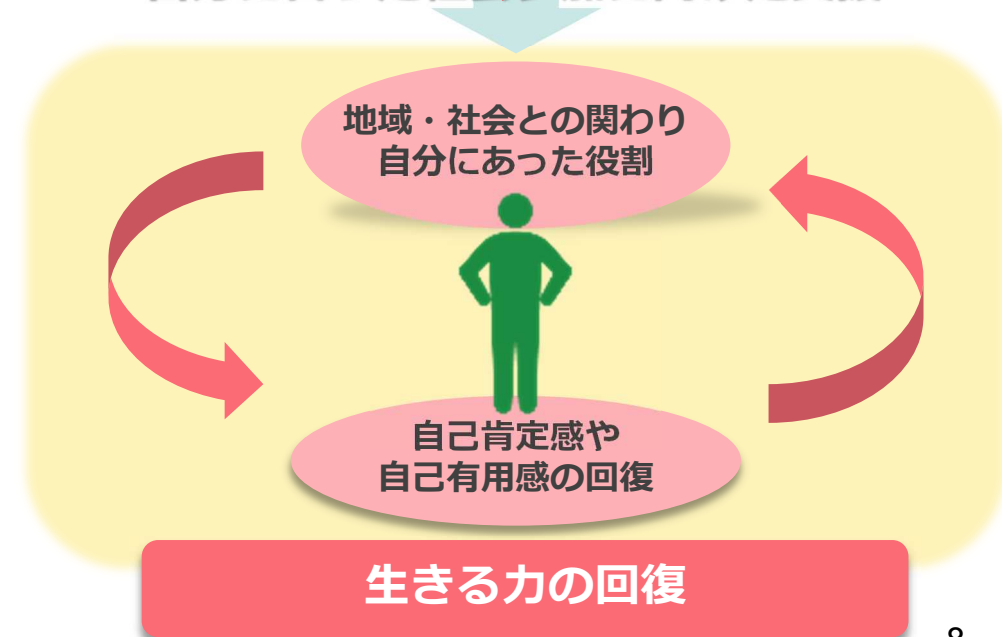 地域・社会との関わり
自分にあった役割
自己肯定感や
自己有用感の回復
生きる力の回復